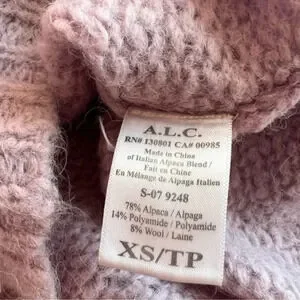 A.L.C.
RN# 130801 CA# 00985
Made in China
of Italian Alpaca Blend /
Fait en Chine
En Mélange de Alpaga Italien
S-07 9248
78% Alpaca / Alpaga
14% Polyamide / Polyamide
8% Wool / Laine
XS/TP